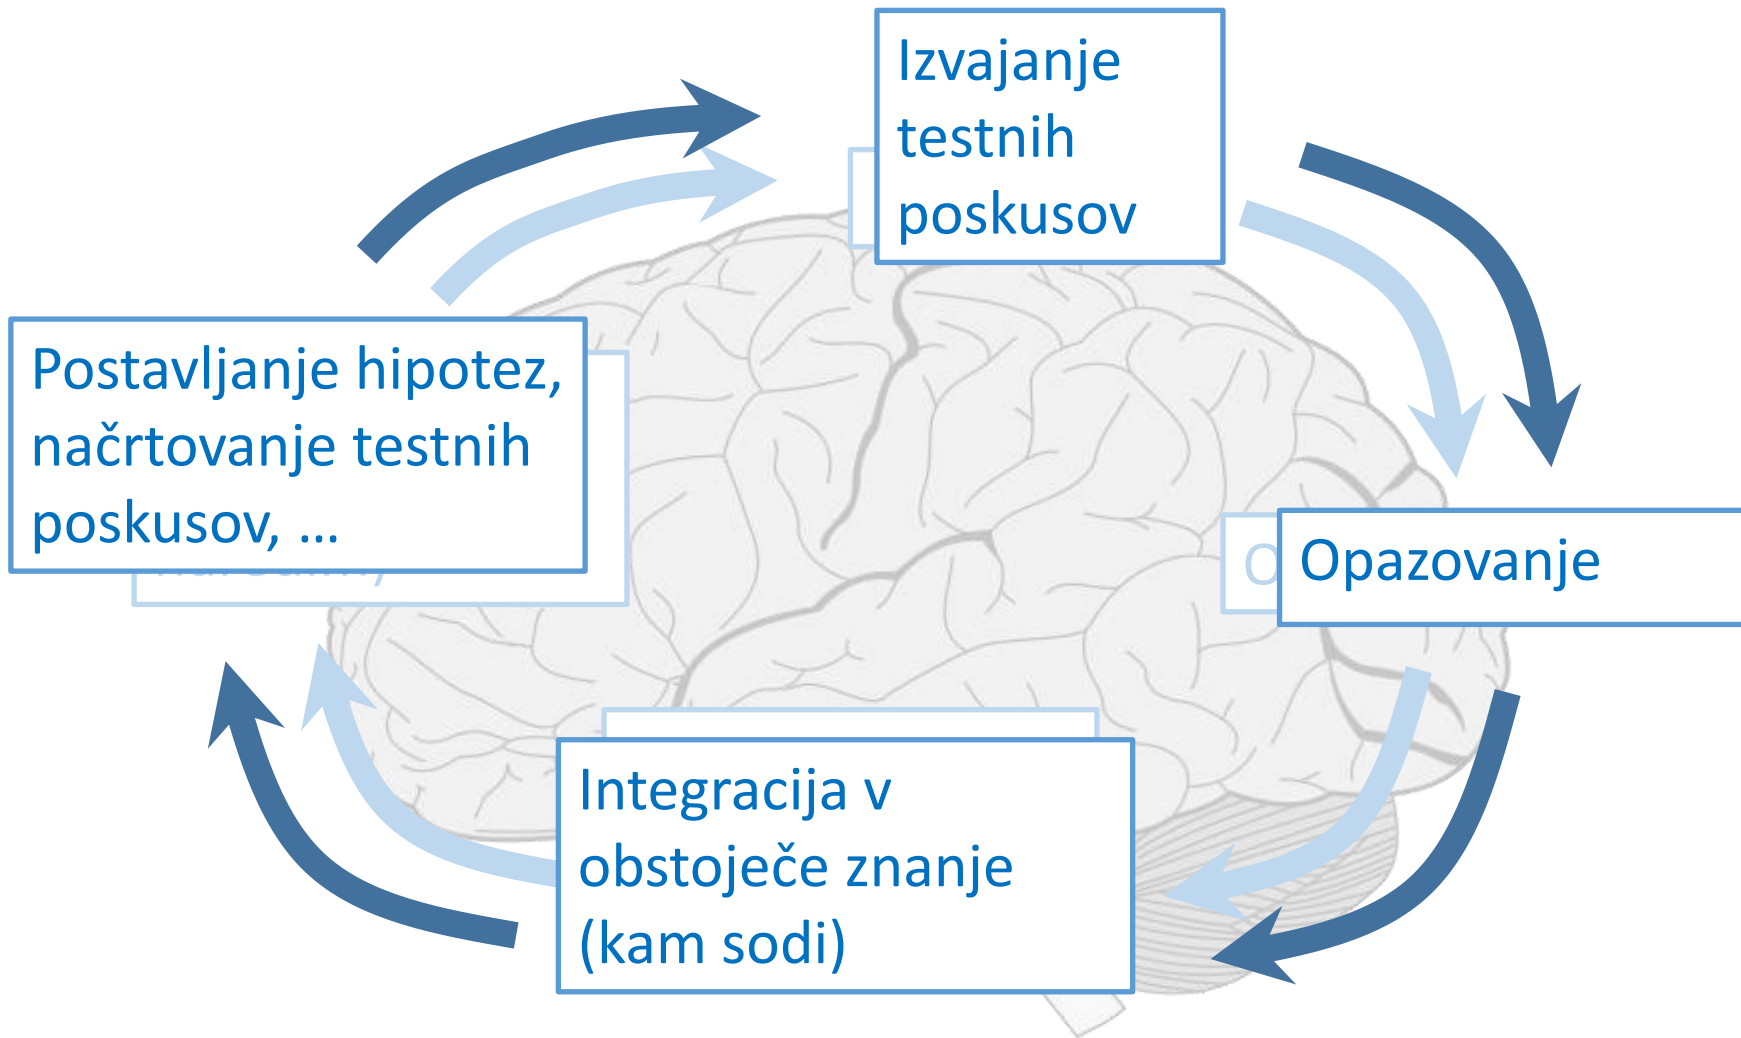 Izvajanje
testnih
poskusov
Postavljanje hipotez,
načrtovanje testnih
poskusov, ...
Opazovanje
Integracija v
obstoječe znanje
(kam sodi)